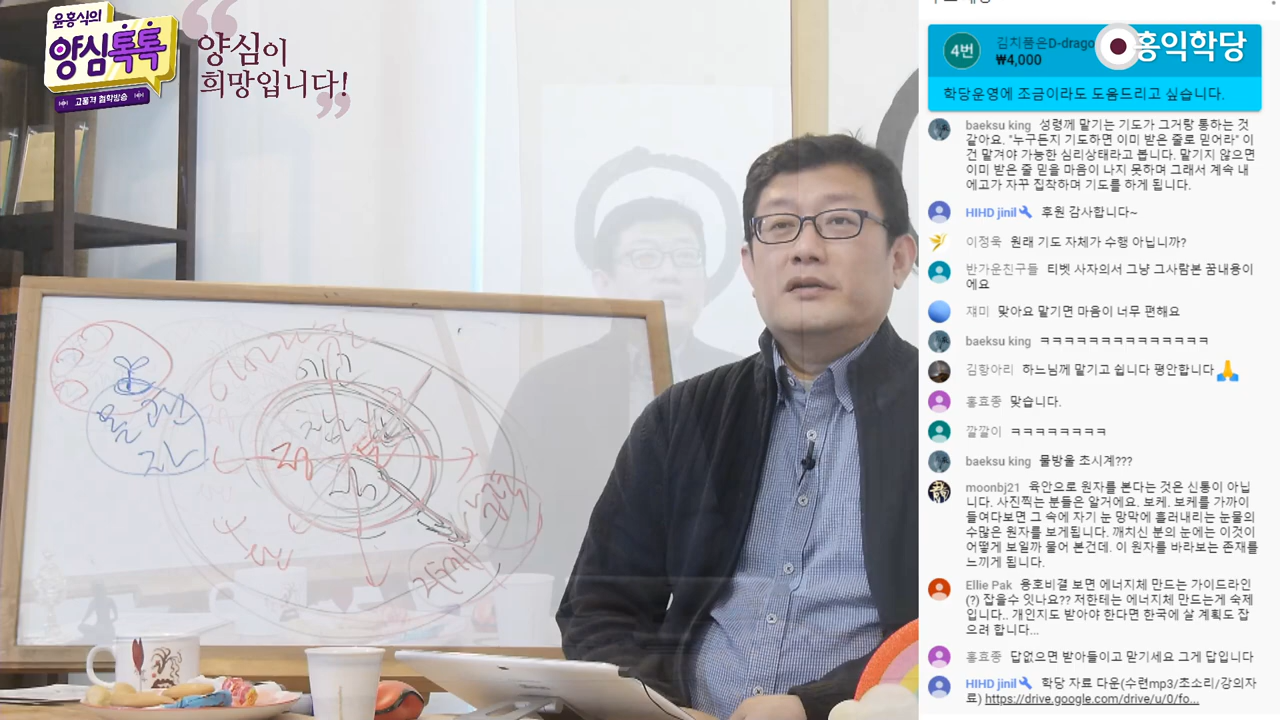 윤홍식의
양심톡톡
고품격 철학방송
양심이
희망입니다!
홍익학당
4번
김치품은D-drago
₩4,000
학당운영에 조금이라도 도움드리고 싶습니다.
baeksu king 성령께 맡기는 기도가 그거랑 통하는 것
같아요. "누구든지 기도하면 이미 받은 줄로 믿어라" 이
건 맡겨야 가능한 심리상태라고 봅니다. 맡기지 않으면
이미 받은 줄 믿을 마음이 나지 못하며 그래서 계속 내
에고가 자꾸 집착하며 기도를 하게 됩니다.
HIHD jinil 후원 감사합니다~
이정욱 원래 기도 자체가 수행 아닙니까?
반가운진구들 티벳 사자의서 그냥 그사람본 꿈내용이
에요
쟤미 맞아요 맡기면 마음이 너무 편해요
baeksu king ㅋㅋㅋㅋㅋㅋㅋㅋㅋㅋㅋㅋㅋㅋ
김항아리 하느님께 맡기고 쉽니다 평안합니다🙏
홍효종 맞습니다.
깔깔이 ㅋㅋㅋㅋㅋㅋㅋㅋ
baeksu king 물방울 초시계???
moonbj21 육안으로 원자를 본다는 것은 신통이 아닙
니다. 사진찍는 분들은 알거에요. 보케. 보케를 가까이
들여다보면 그 속에 자기 눈 망막에 흘러내리는 눈물의
수많은 원자를 보게됩니다. 깨치신 분의 눈에는 이것이
어떻게 보일까 물어 본건데. 이 원자를 바라보는 존재를
느끼게 됩니다.
Ellie Pak 용호비결 보면 에너지체 만드는 가이드라인
(?) 잡을수 잇나요?? 저한테는 에너지체 만드는게 숙제
입니다.. 개인지도 받아야 한다면 한국에 살 계획도 잡
으려 합니다...
홍효종 답없으면 받아들이고 맏기세요 그게 답입니다
HIHD jinil 학당 자료 다운(수련mp3/초소리/강의자
료) https://drive.google.com/drive/u/0/fo...
에고